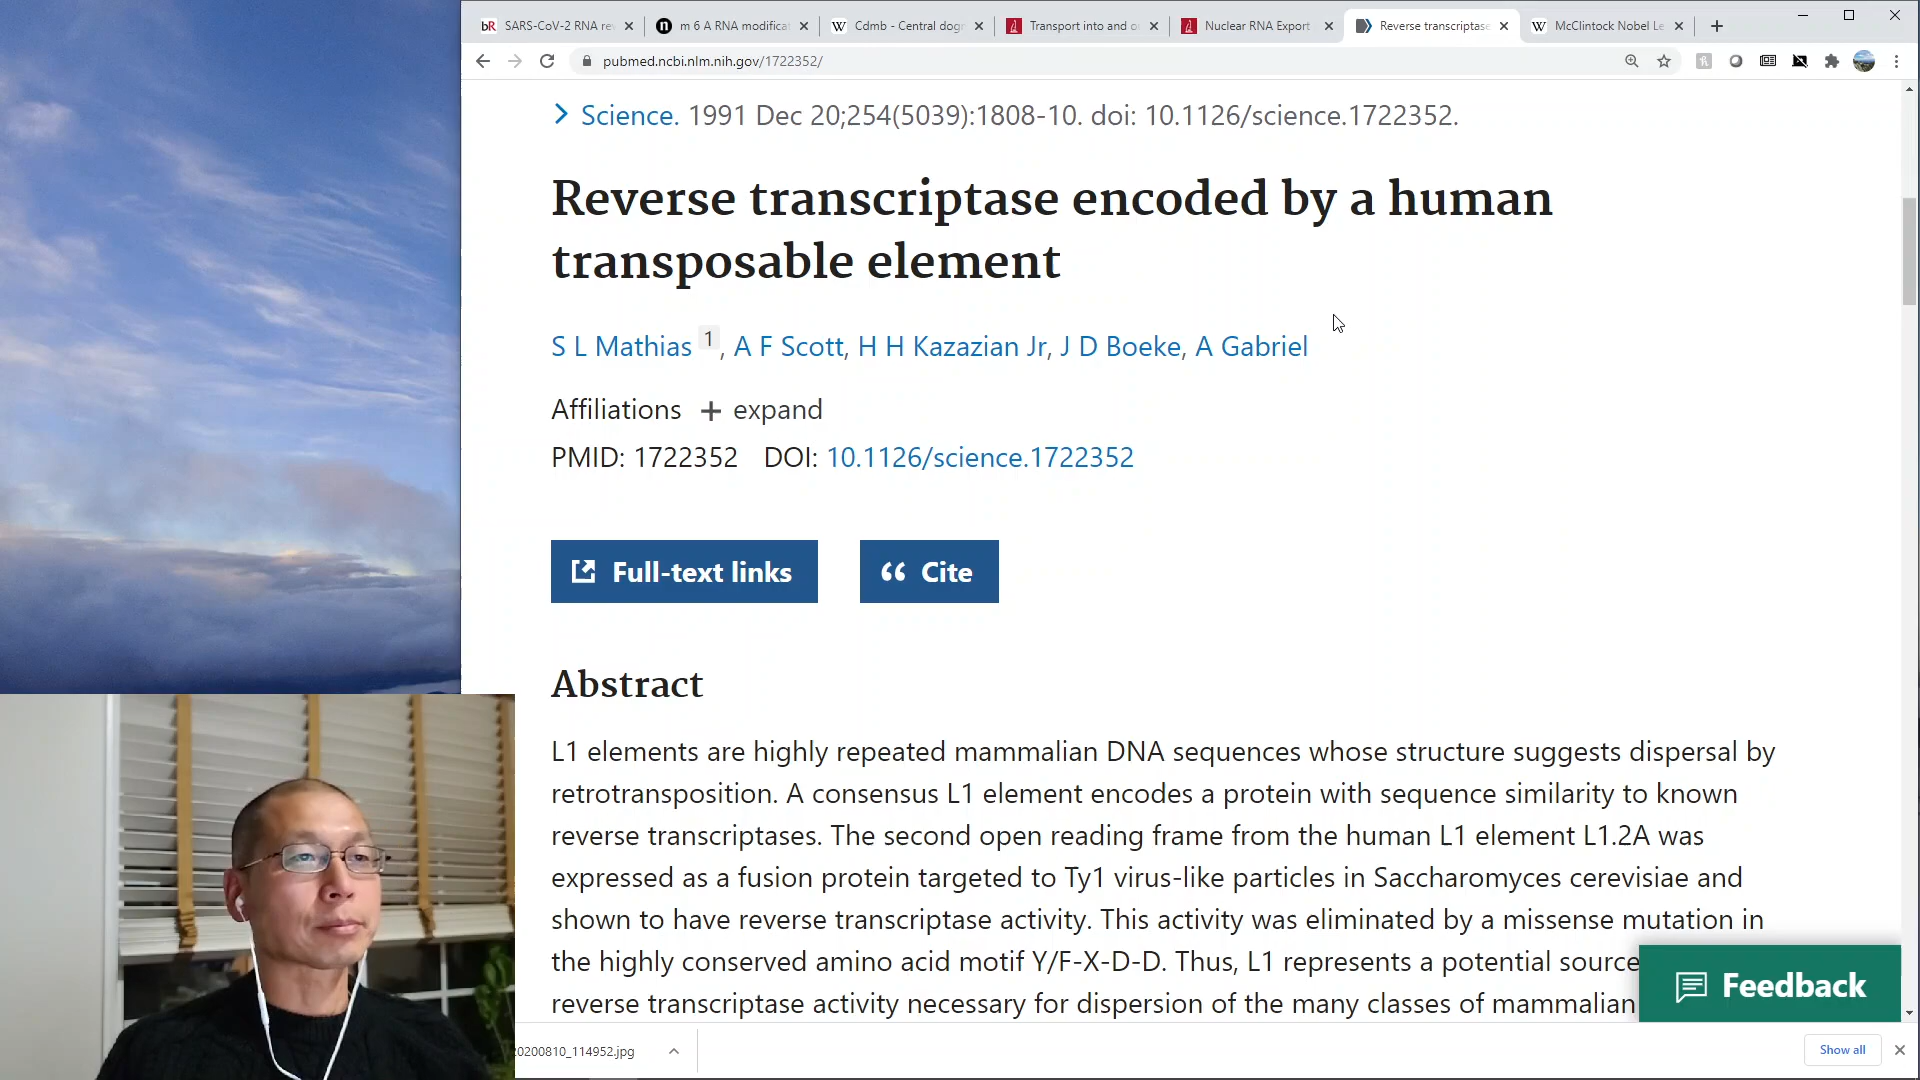 bR SARS-CoV-2 RNA re
n m 6 A RNA modificat
W Cdmb - Central dog
Transport into and o
Nuclear RNA Export
Reverse transcriptase
W McClintock Nobel Le
pubmed.ncbi.nlm.nih.gov/1722352/
Science. 1991 Dec 20;254(5039):1808-10. doi: 10.1126/science.1722352.
Reverse transcriptase encoded by a human
transposable element
S L Mathias 1, A F Scott, H H Kazazian Jr, J D Boeke, A Gabriel
Affiliations + expand
PMID: 1722352 DOI: 10.1126/science.1722352
Full-text links
Cite
Abstract
L1 elements are highly repeated mammalian DNA sequences whose structure suggests dispersal by
retrotransposition. A consensus L1 element encodes a protein with sequence similarity to known
reverse transcriptases. The second open reading frame from the human L1 element L1.2A was
expressed as a fusion protein targeted to Ty1 virus-like particles in Saccharomyces cerevisiae and
shown to have reverse transcriptase activity. This activity was eliminated by a missense mutation in
the highly conserved amino acid motif Y/F-X-D-D. Thus, L1 represents a potential source
reverse transcriptase activity necessary for dispersion of the many classes of mammalian
Feedback
20200810_114952.jpg
Show all